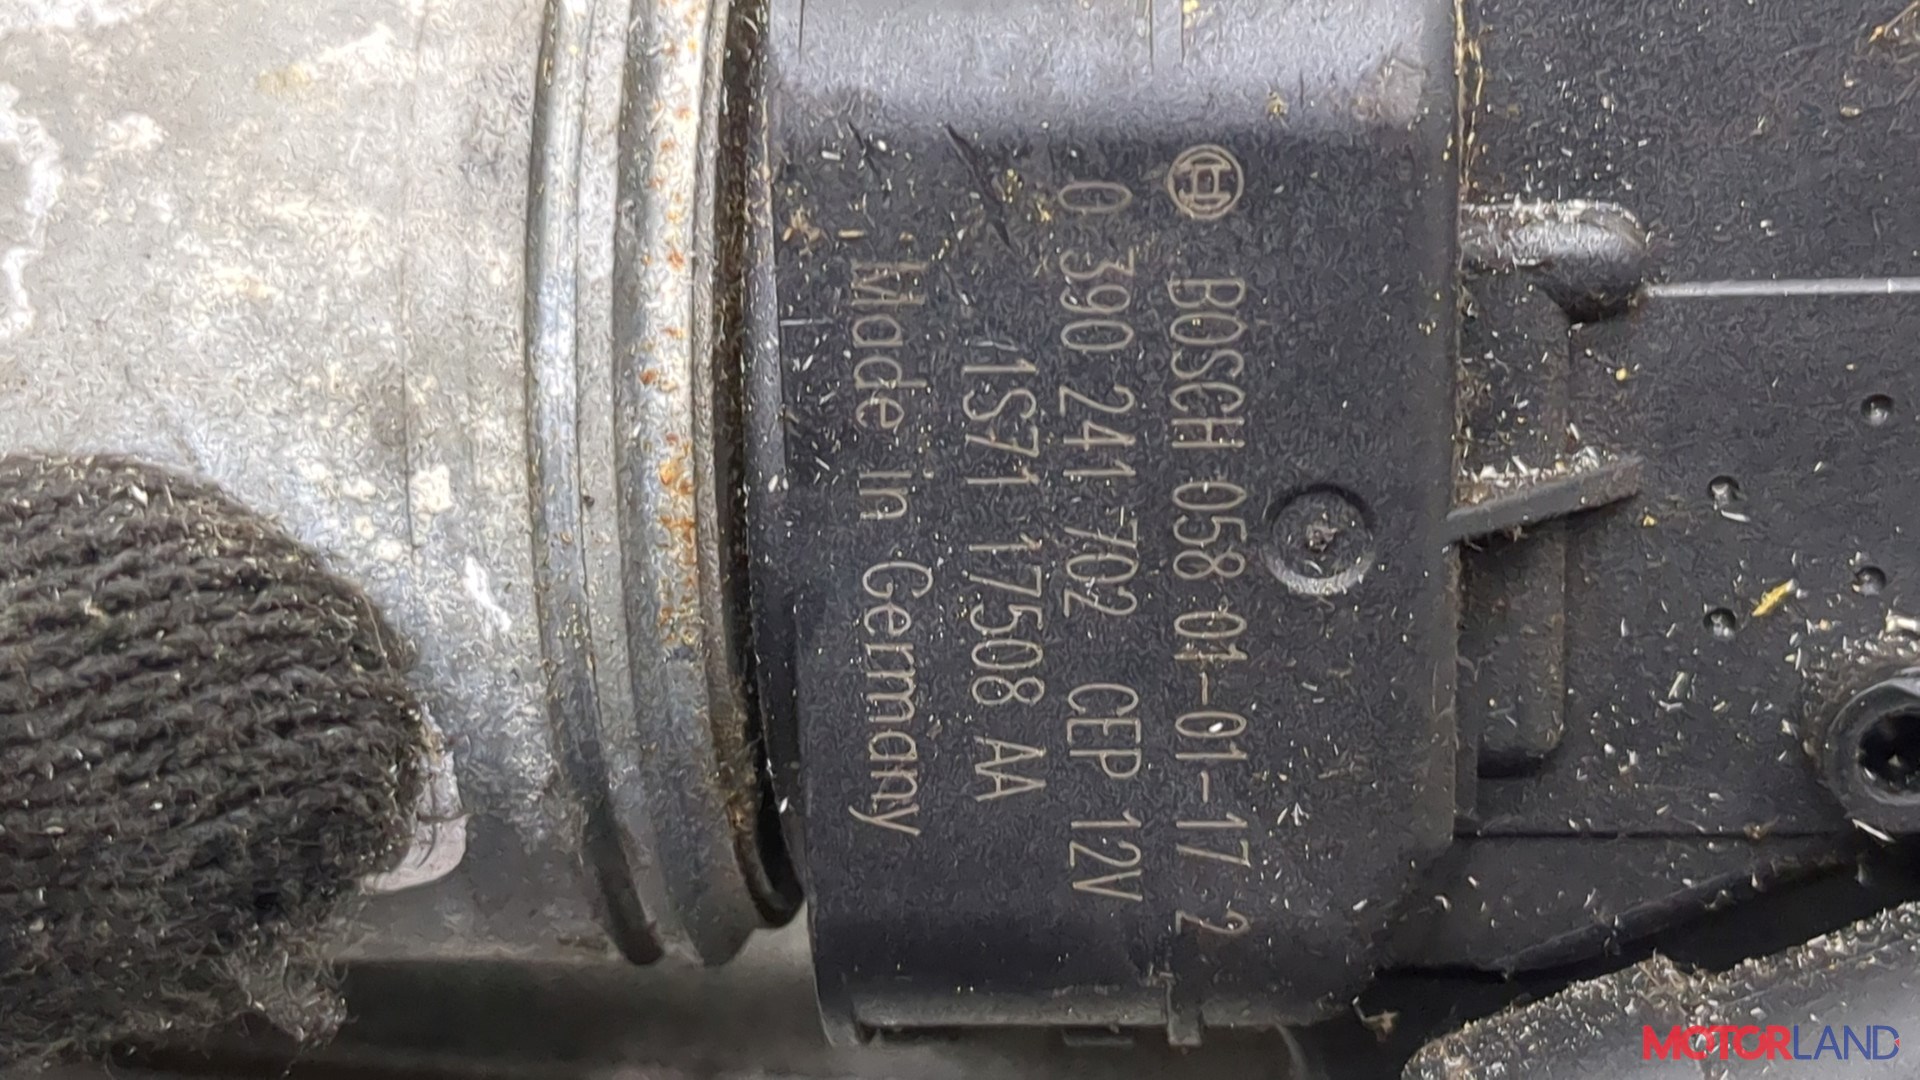 BOSCH 058 01-01-17 2
0 390 241 702 CEP 12V
1S71 17508 AA
Made in Germany
MOTORLAND